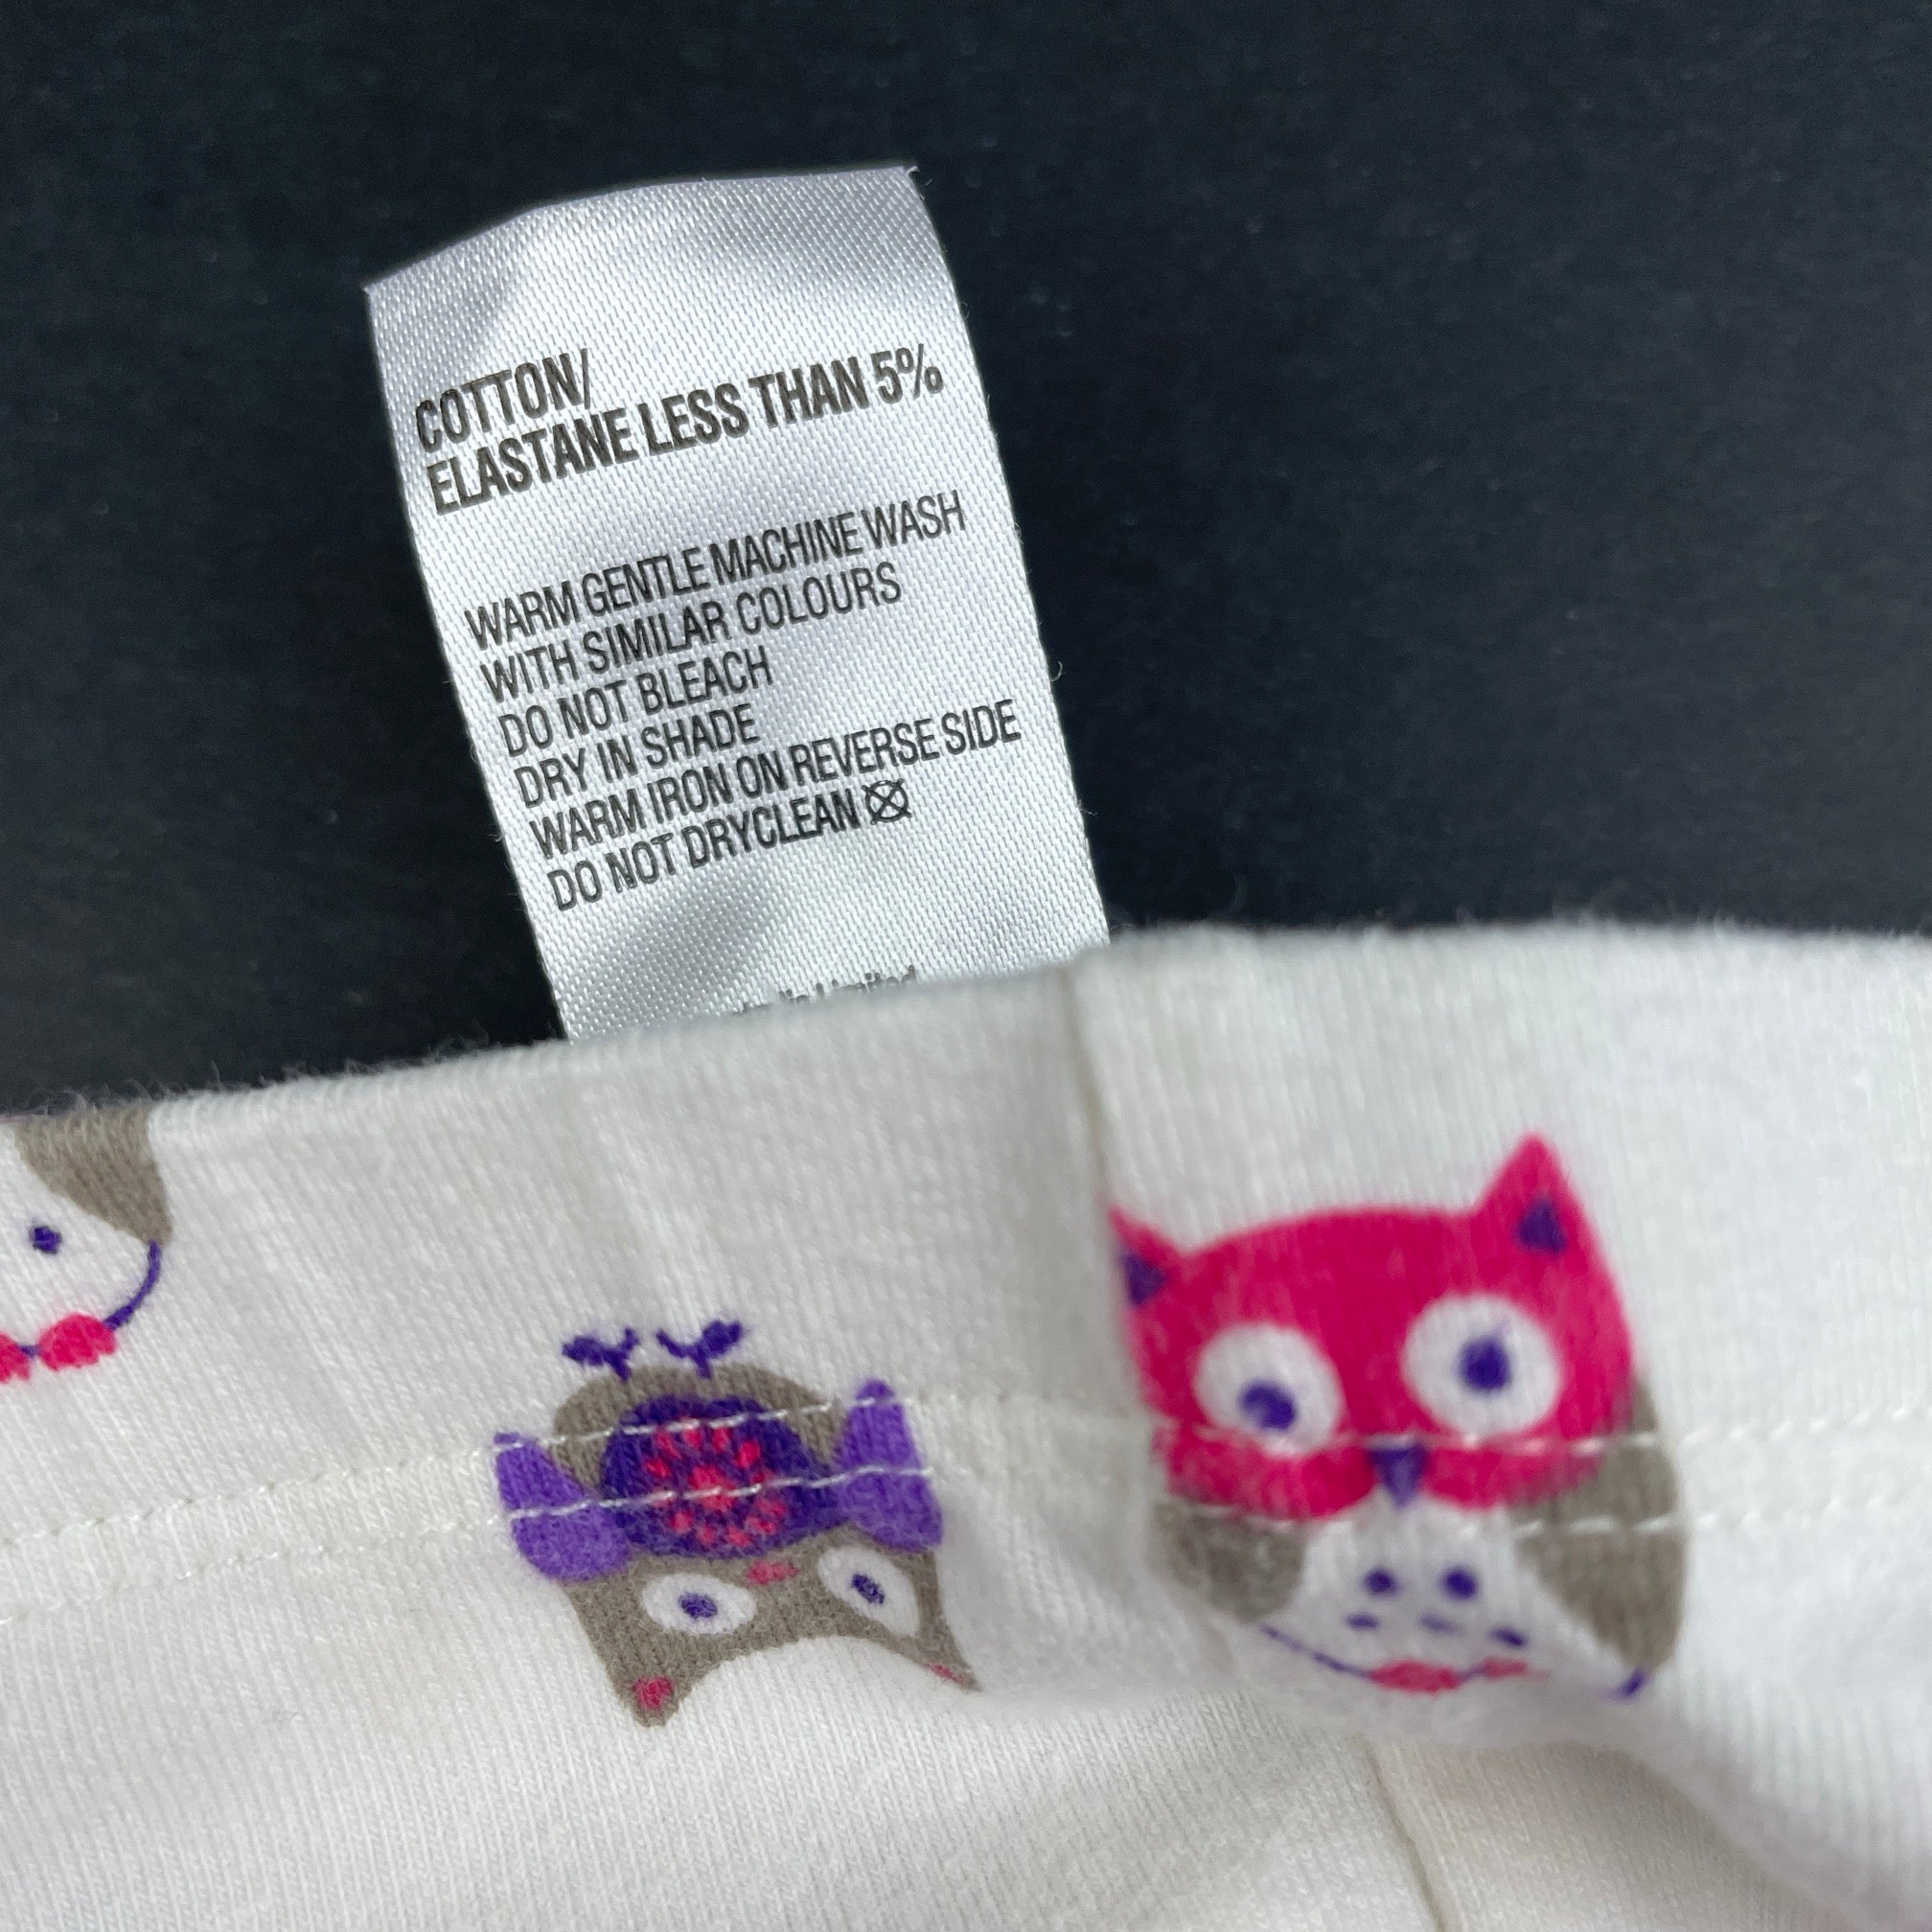 COTTON/
ELASTANE LESS THAN 5%
WARM GENTLE MACHINE WASH
WITH SIMILAR COLOURS
DO NOT BLEACH
DRY IN SHADE
WARM IRON ON REVERSE SIDE
DO NOT DRYCLEAN
Limited